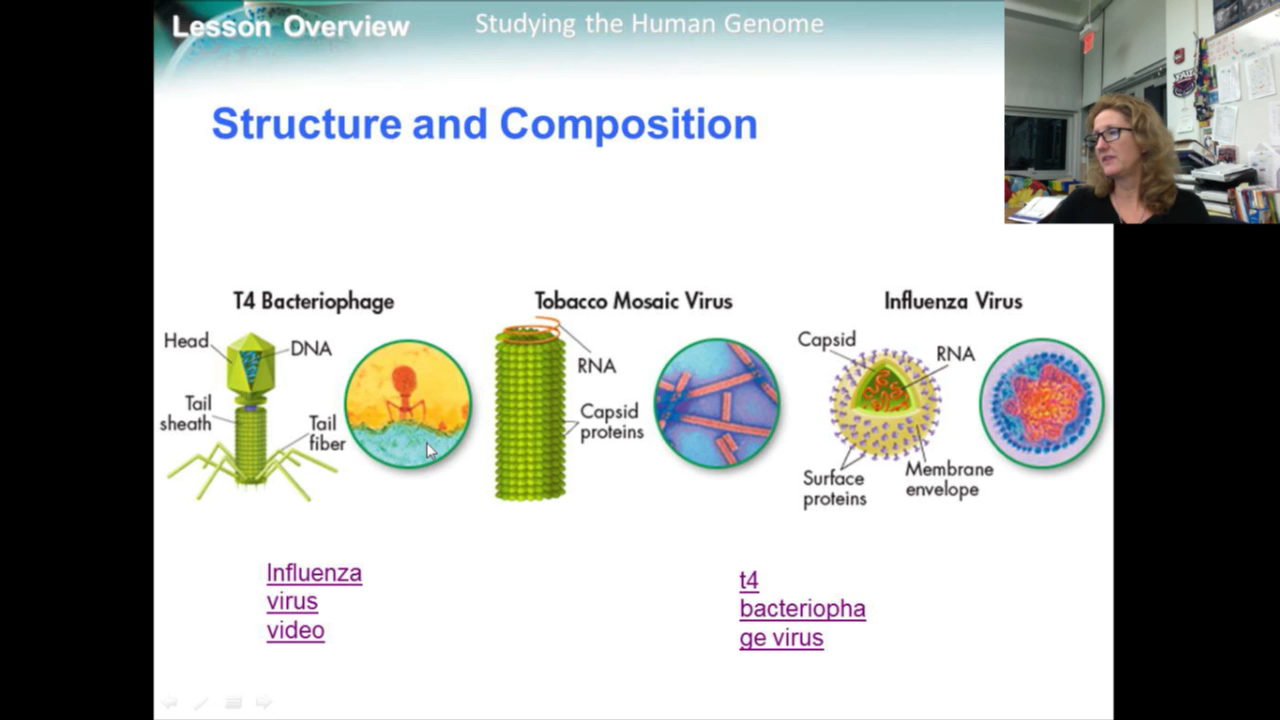 Lesson Overview
Studying the Human Genome
Structure and Composition
T4 Bacteriophage
Head
DNA
Tail
sheath
Tail
fiber
Tobacco Mosaic Virus
RNA
Capsid
proteins
Influenza Virus
Capsid
RNA
Surface
proteins
Membrane
envelope
Influenza
virus
video
t4
bacteriopha
ge virus